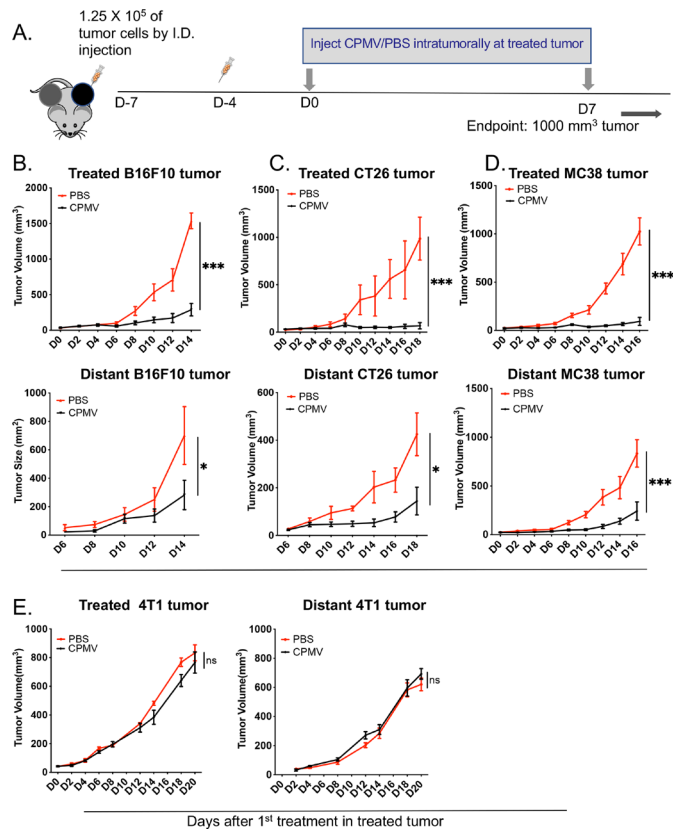 A.
1.25 X 10⁵ of
tumor cells by I.D.
injection
Inject CPMV/PBS intratumorally at treated tumor
D-7
D-4
D0
D7
Endpoint: 1000 mm³ tumor
B.
Treated B16F10 tumor
Tumor Volume (mm³)
2000
1500
1000
500
0
PBS
CPMV
***
D0 D2 D4 D6 D8 D10 D12 D14
C.
Treated CT26 tumor
Tumor Volume (mm³)
1500
1000
500
0
PBS
CPMV
***
D0 D2 D4 D6 D8 D10 D12 D14 D16 D18
D.
Treated MC38 tumor
Tumor Volume (mm³)
1500
1000
500
0
PBS
CPMV
***
D0 D2 D4 D6 D8 D10 D12 D14 D16
Distant B16F10 tumor
Tumor Size (mm²)
1000
800
600
400
200
0
PBS
CPMV
*
D6 D8 D10 D12 D14
Distant CT26 tumor
Tumor Volume (mm³)
600
400
200
0
PBS
CPMV
*
D6 D8 D10 D12 D14 D16 D18
Distant MC38 tumor
Tumor Volume (mm³)
1500
1000
500
0
PBS
CPMV
***
D0 D2 D4 D6 D8 D10 D12 D14 D16
E.
Treated 4T1 tumor
Tumor Volume(mm³)
1000
800
600
400
200
0
PBS
CPMV
ns
D0 D2 D4 D6 D8 D10 D12 D14 D16 D18 D20
Distant 4T1 tumor
Tumor Volume(mm³)
1000
800
600
400
200
0
PBS
CPMV
ns
D0 D2 D4 D6 D8 D10 D12 D14 D16 D18 D20
Days after 1st treatment in treated tumor